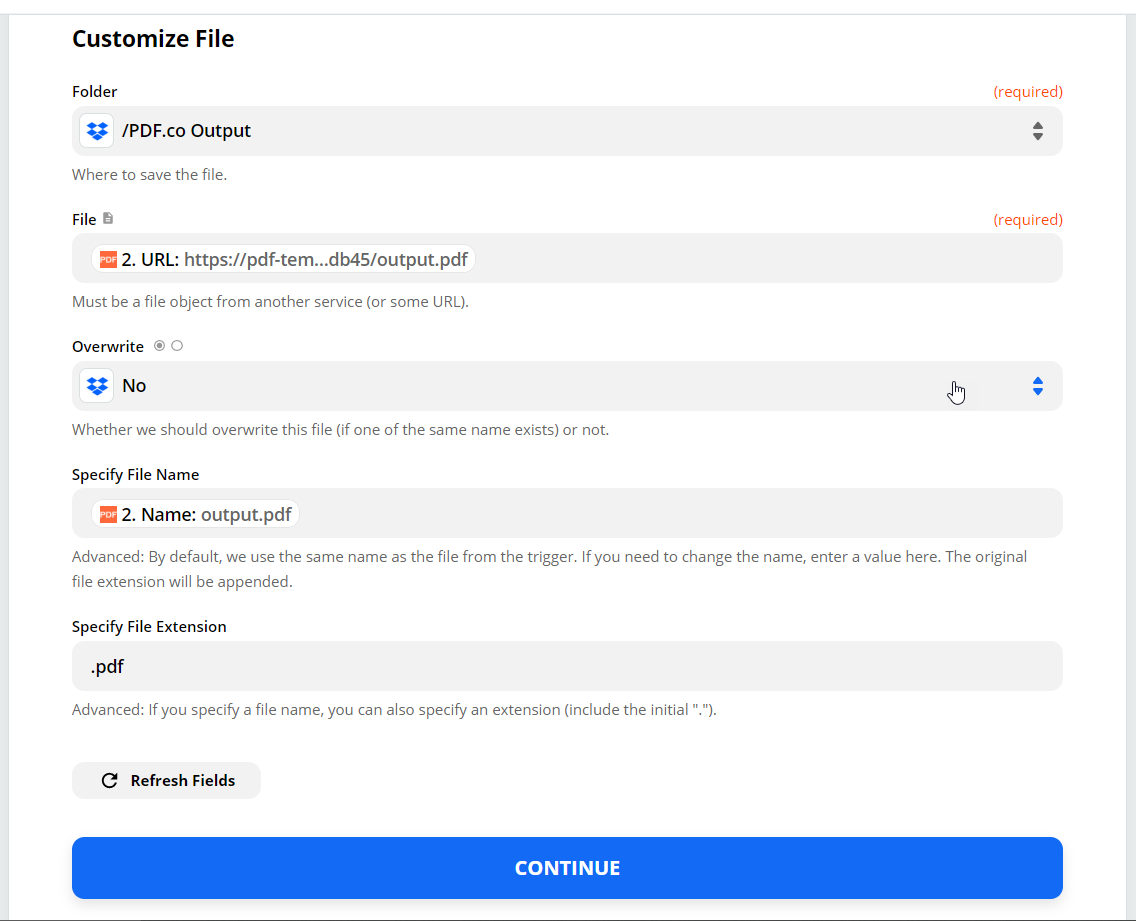 Customize File
Folder (required)
/PDF.co Output
Where to save the file.
File (required)
PDF 2. URL: https://pdf-tem...db45/output.pdf
Must be a file object from another service (or some URL).
Overwrite
No
Whether we should overwrite this file (if one of the same name exists) or not.
Specify File Name
PDF 2. Name: output.pdf
Advanced: By default, we use the same name as the file from the trigger. If you need to change the name, enter a value here. The original
file extension will be appended.
Specify File Extension
.pdf
Advanced: If you specify a file name, you can also specify an extension (include the initial ".").
Refresh Fields
CONTINUE